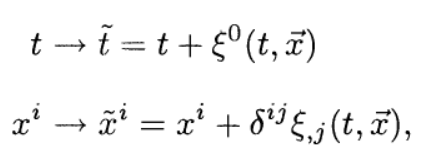 t → t̃ = t + ξ⁰(t, x⃗)
xⁱ → x̃ⁱ = xⁱ + δⁱʲξ,ⱼ(t, x⃗),